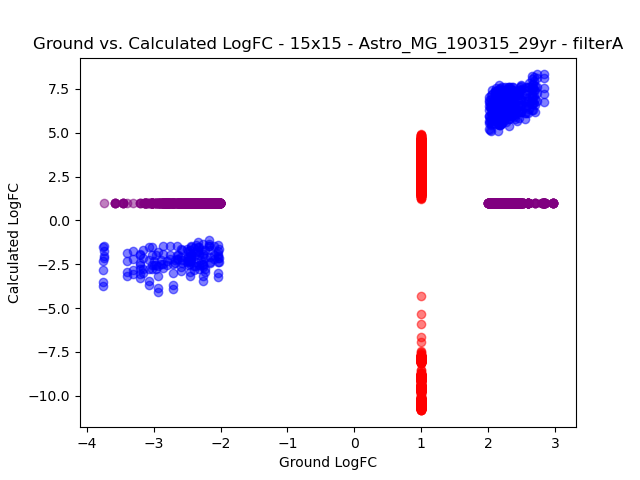 Ground vs. Calculated LogFC - 15x15 - Astro_MG_190315_29yr - filterA
7.5
5.0
2.5
0.0
−2.5
−5.0
−7.5
−10.0
Calculated LogFC
−4 −3 −2 −1 0 1 2 3
Ground LogFC